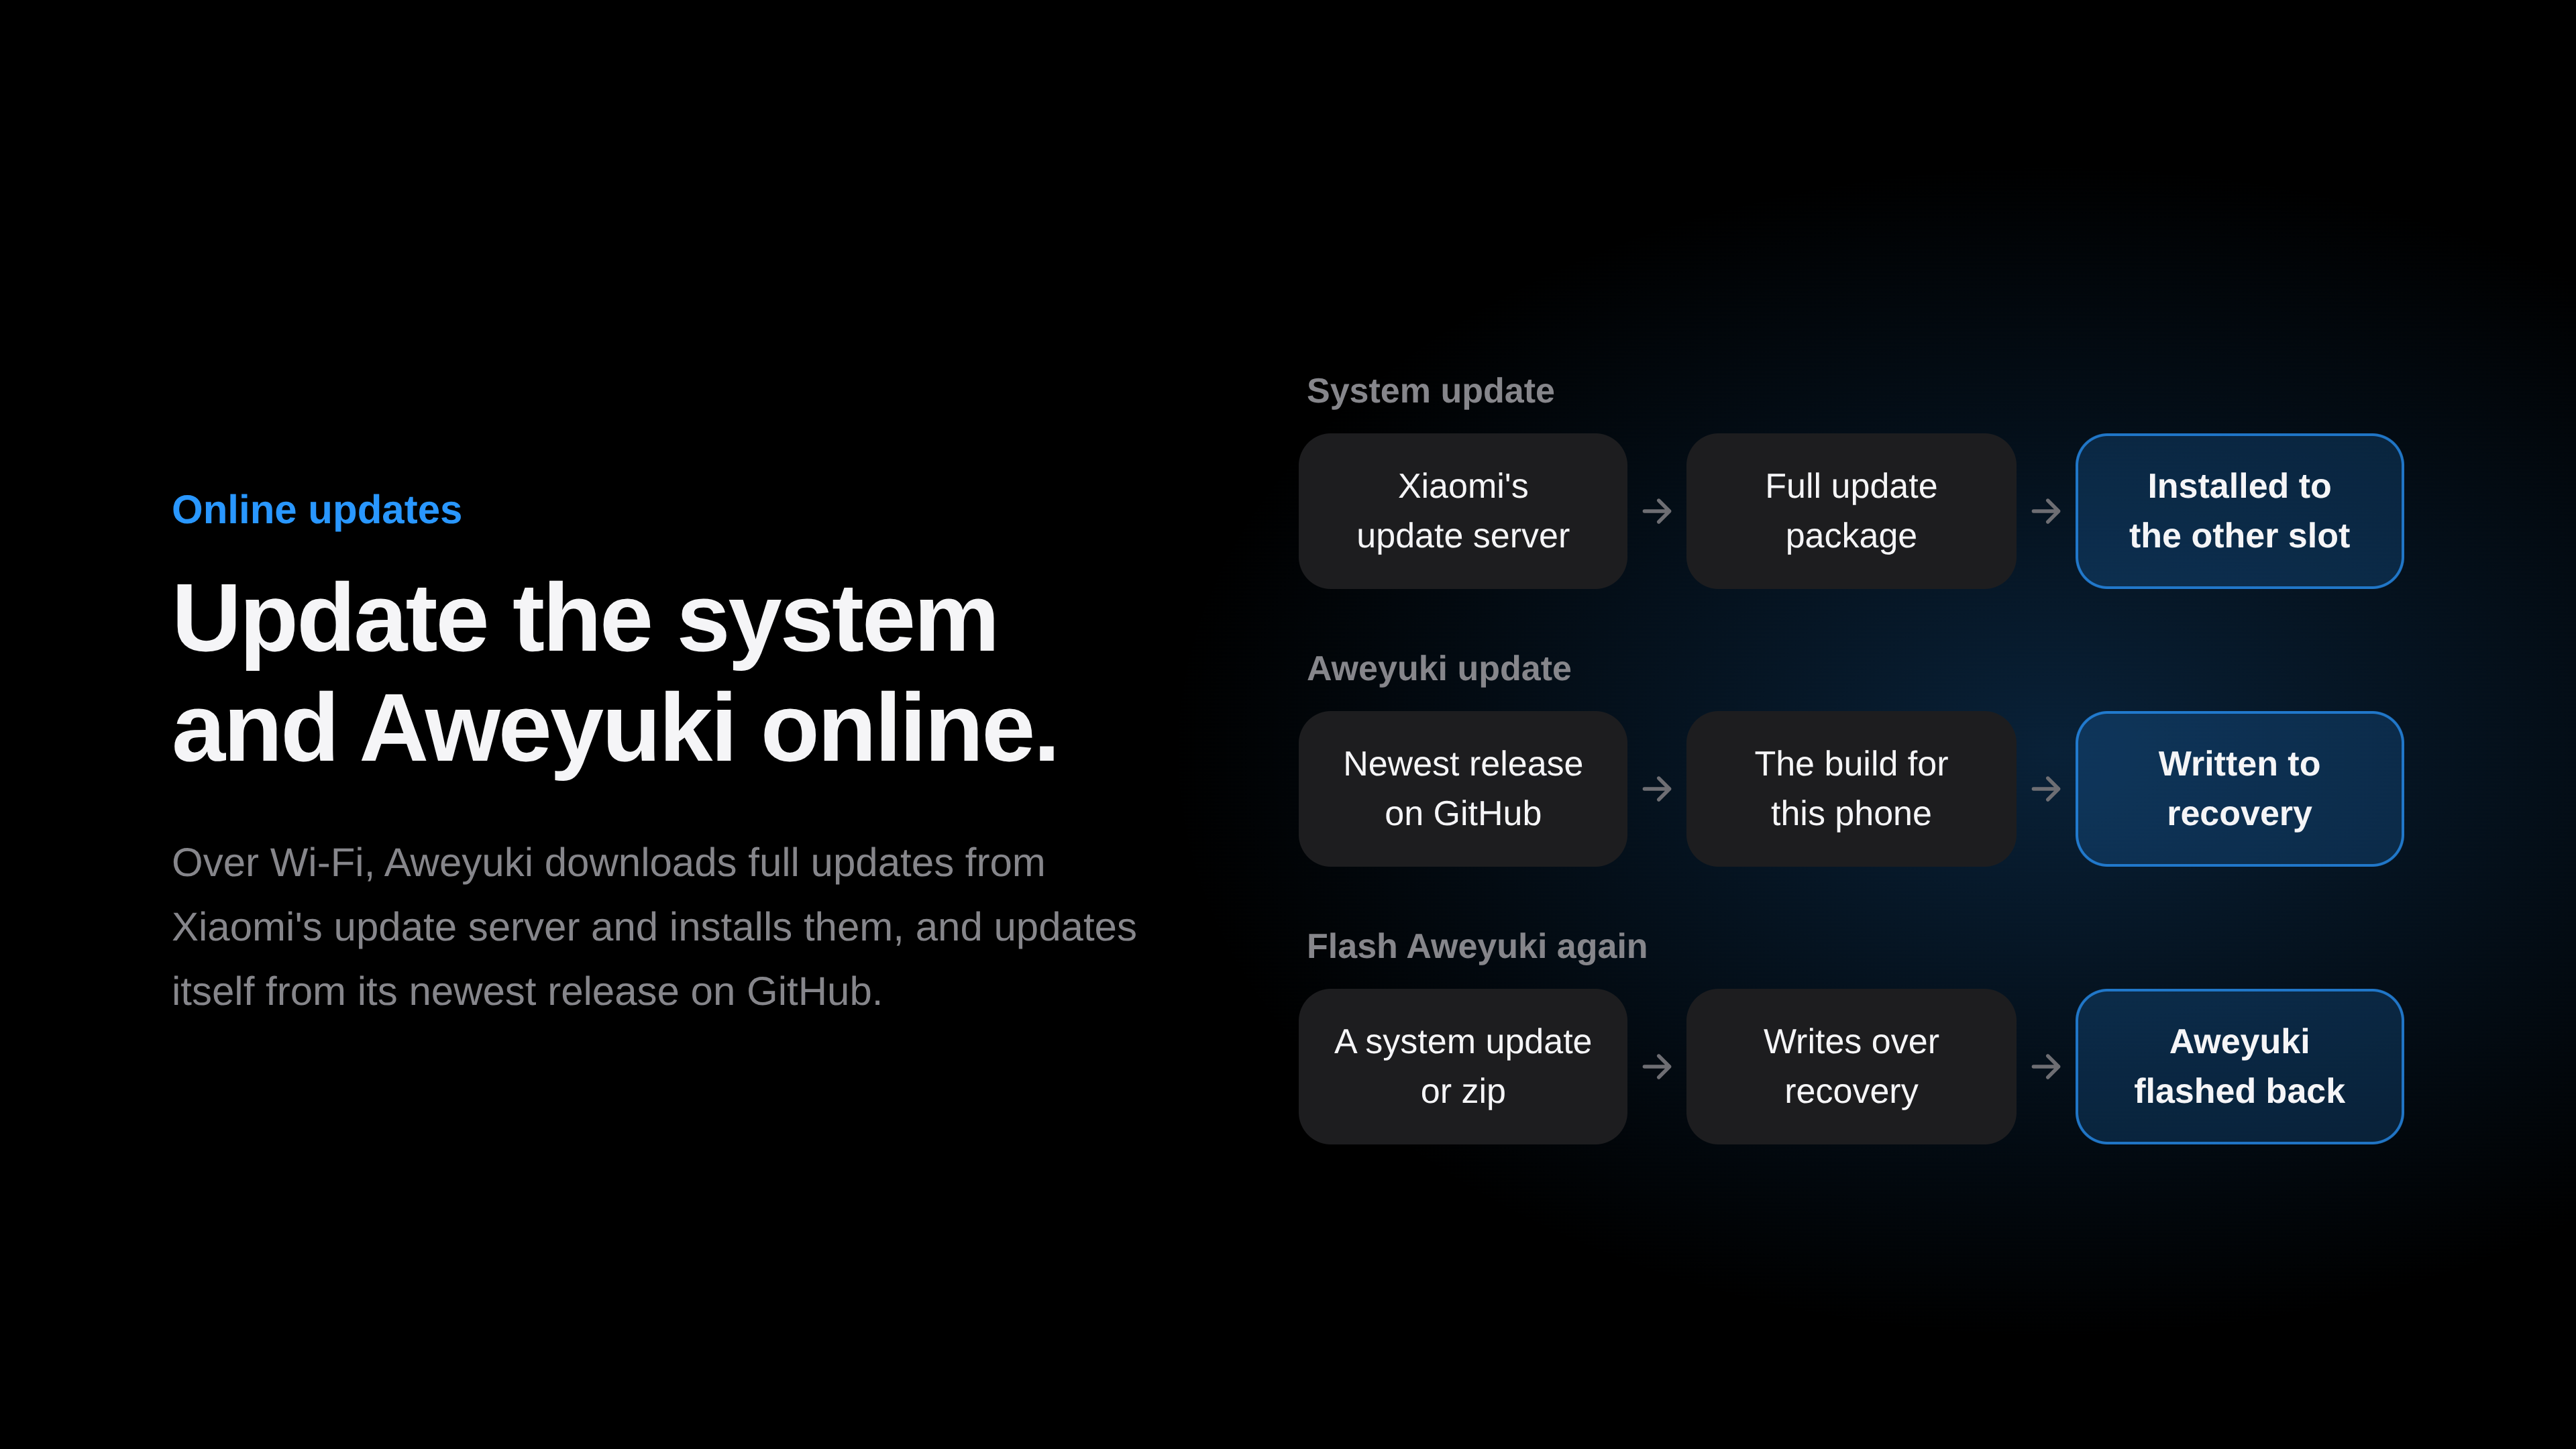 Online updates
Update the system
and Aweyuki online.
Over Wi-Fi, Aweyuki downloads full updates from
Xiaomi's update server and installs them, and updates
itself from its newest release on GitHub.
System update
Xiaomi's
update server
Full update
package
Installed to
the other slot
Aweyuki update
Newest release
on GitHub
The build for
this phone
Written to
recovery
Flash Aweyuki again
A system update
or zip
Writes over
recovery
Aweyuki
flashed back